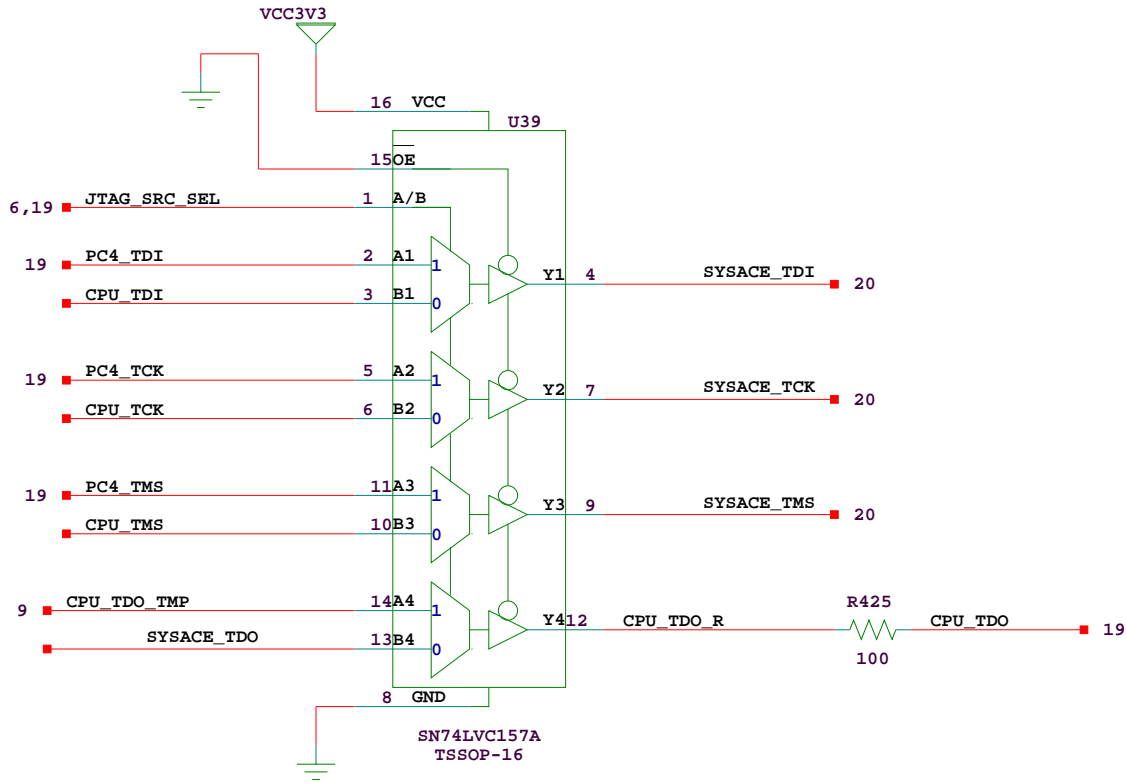 VCC3V3
16 VCC
U39
15 OE
6,19 JTAG_SRC_SEL 1 A/B
19 PC4_TDI 2 A1 1 Y1 4 SYSACE_TDI 20
CPU_TDI 3 B1 0
19 PC4_TCK 5 A2 1 Y2 7 SYSACE_TCK 20
CPU_TCK 6 B2 0
19 PC4_TMS 11 A3 1 Y3 9 SYSACE_TMS 20
CPU_TMS 10 B3 0
9 CPU_TDO_TMP 14 A4 1 Y4 12 CPU_TDO_R R425 CPU_TDO 19
SYSACE_TDO 13 B4 0 100
8 GND
SN74LVC157A
TSSOP-16